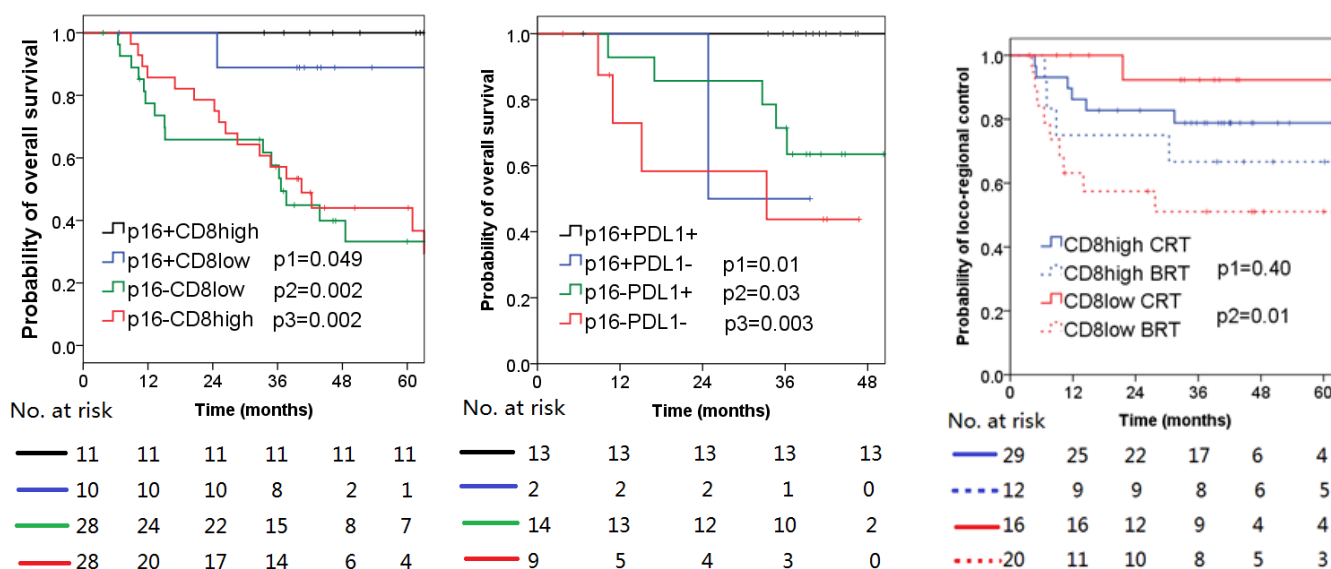 Probability of overall survival
1.0
0.8
0.6
0.4
0.2
0.0
p16+CD8high
p16+CD8low p1=0.049
p16-CD8low p2=0.002
p16-CD8high p3=0.002
0 12 24 36 48 60
No. at risk Time (months)
11 11 11 11 11 11
10 10 10 8 2 1
28 24 22 15 8 7
28 20 17 14 6 4
Probability of overall survival
1.0
0.8
0.6
0.4
0.2
0.0
p16+PDL1+
p16+PDL1- p1=0.01
p16-PDL1+ p2=0.03
p16-PDL1- p3=0.003
0 12 24 36 48
No. at risk Time (months)
13 13 13 13 13
2 2 2 1 0
14 13 12 10 2
9 5 4 3 0
Probability of loco-regional control
1.0
0.8
0.6
0.4
0.2
0.0
CD8high CRT
CD8high BRT p1=0.40
CD8low CRT
CD8low BRT p2=0.01
0 12 24 36 48 60
No. at risk Time (months)
29 25 22 17 6 4
12 9 9 8 6 5
16 16 12 9 4 4
20 11 10 8 5 3